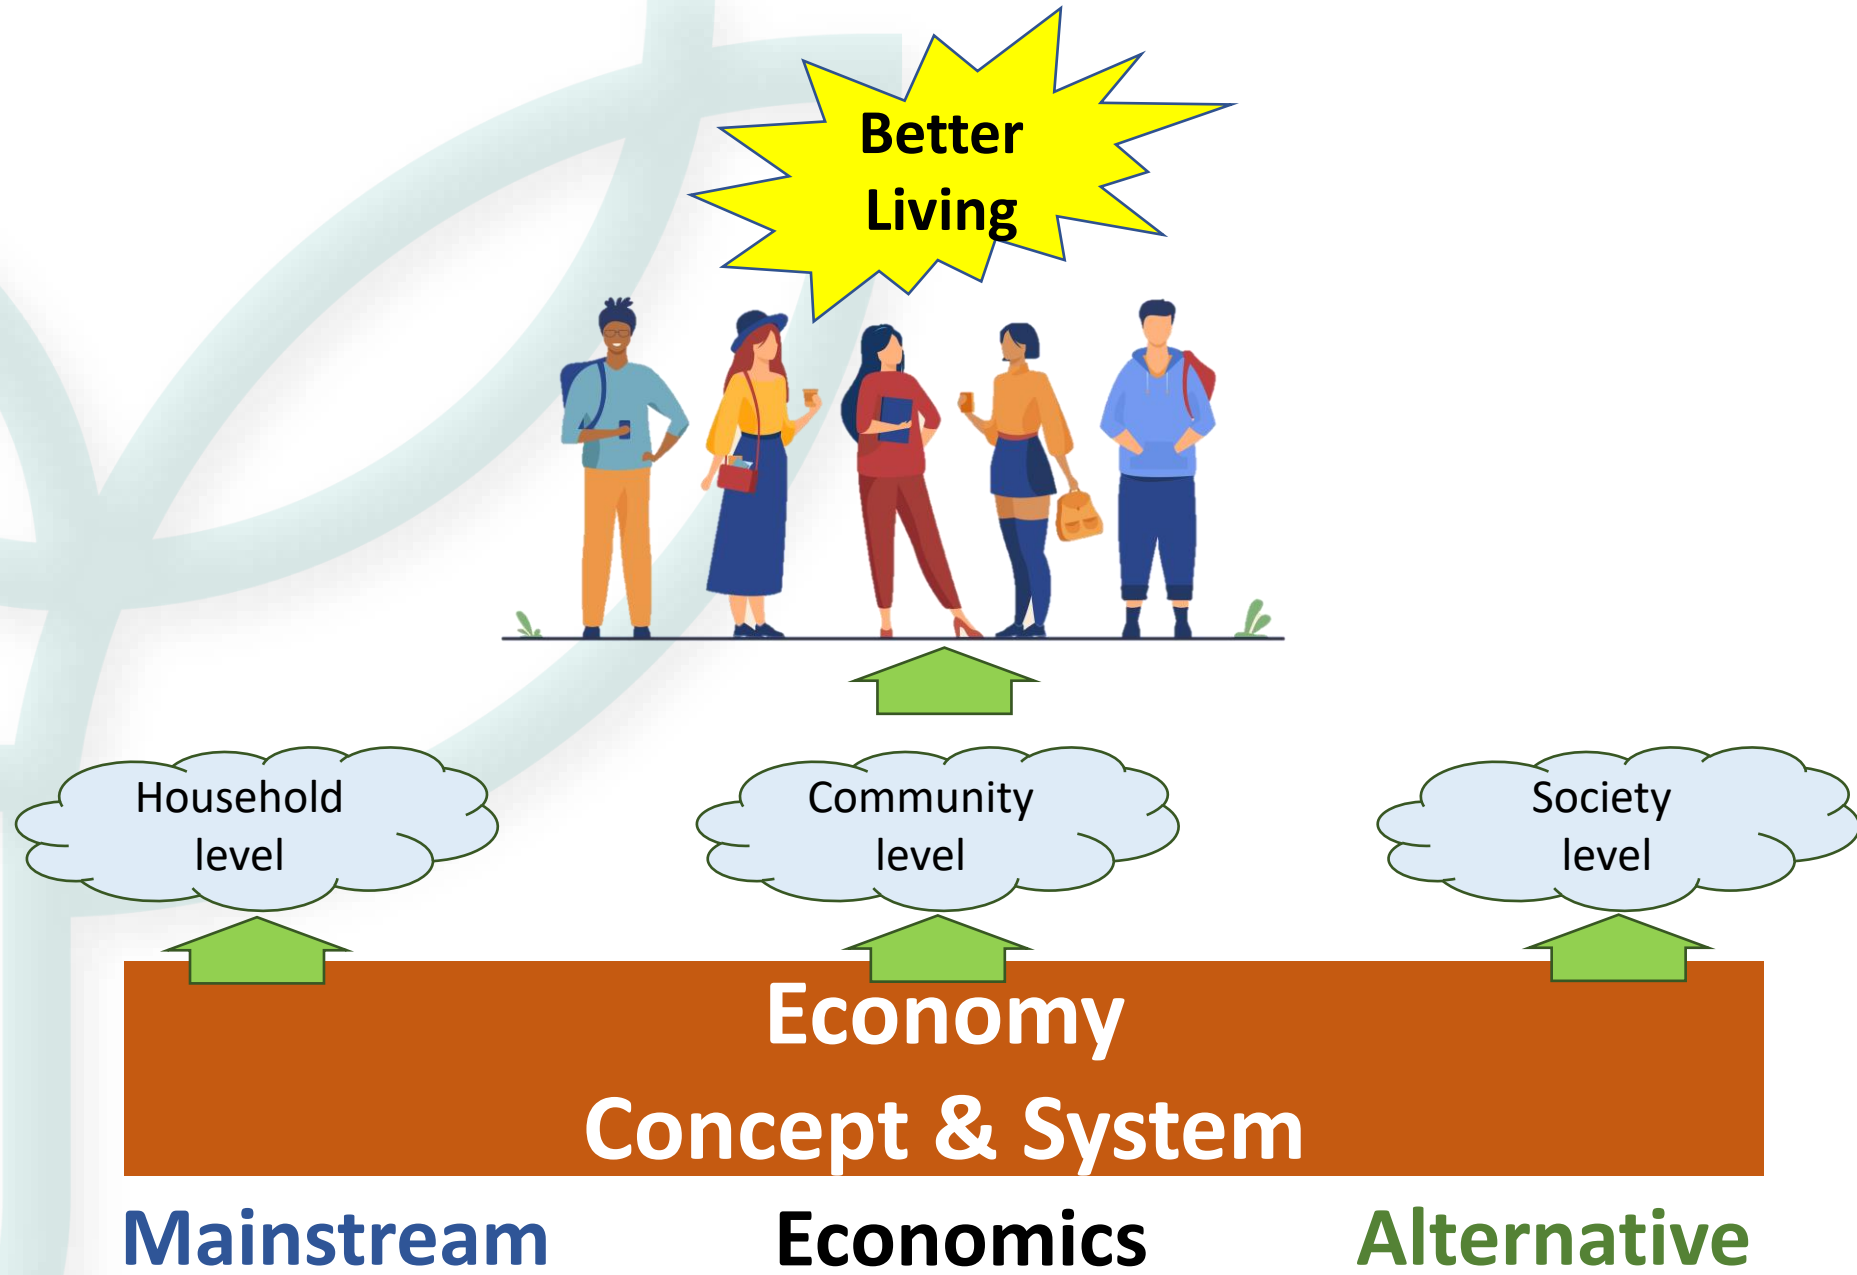 Better
Living
Household
level
Community
level
Society
level
Economy
Concept & System
Mainstream
Economics
Alternative